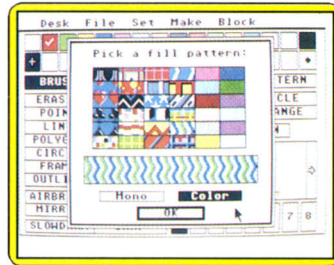 Desk File Set Make Block
Pick a fill pattern:
BRUS TERN
ERAS CLE
POIN ANGE
LIN
POLYG
CIRC
FRAM
OUTLI
AIRBR
MIRR
SLOWD
Mono Color
OK
7 8